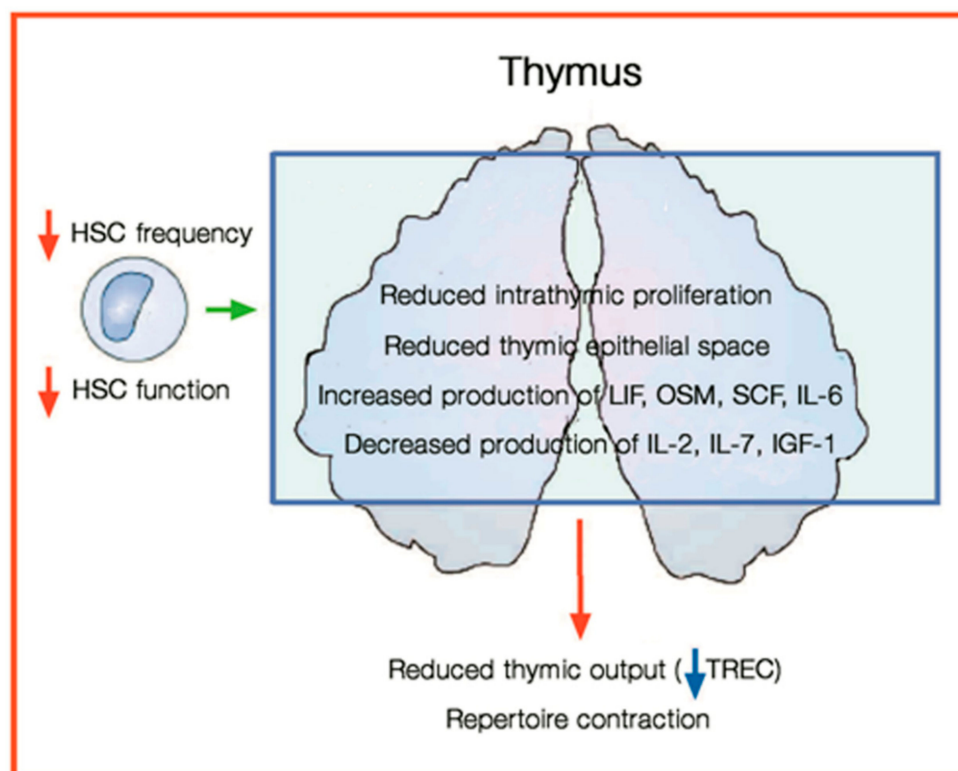 Thymus
HSC frequency
HSC function
Reduced intrathymic proliferation
Reduced thymic epithelial space
Increased production of LIF, OSM, SCF, IL-6
Decreased production of IL-2, IL-7, IGF-1
Reduced thymic output (↓TREC)
Repertoire contraction